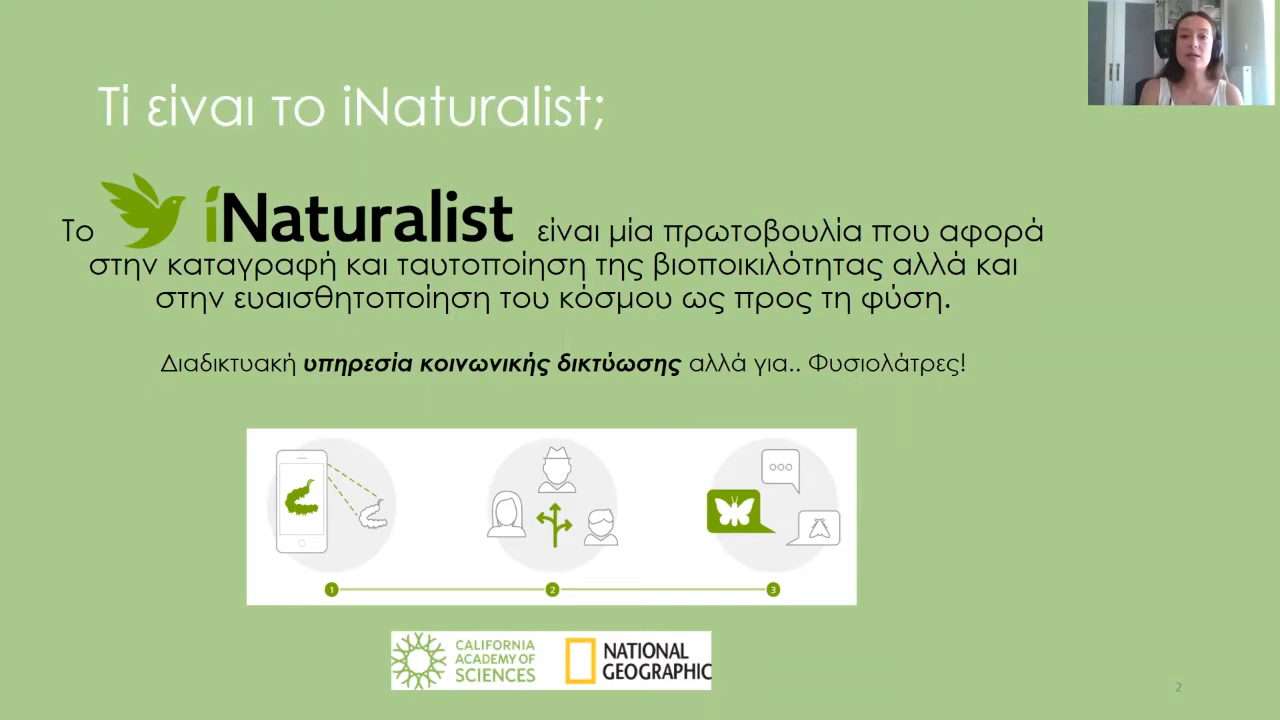 Τί είναι το iNaturalist;
Το iNaturalist είναι μία πρωτοβουλία που αφορά
στην καταγραφή και ταυτοποίηση της βιοποικιλότητας αλλά και
στην ευαισθητοποίηση του κόσμου ως προς τη φύση.
Διαδικτυακή υπηρεσία κοινωνικής δικτύωσης αλλά για.. Φυσιολάτρες!
1 2 3
CALIFORNIA
ACADEMY OF
SCIENCES
NATIONAL
GEOGRAPHIC
2